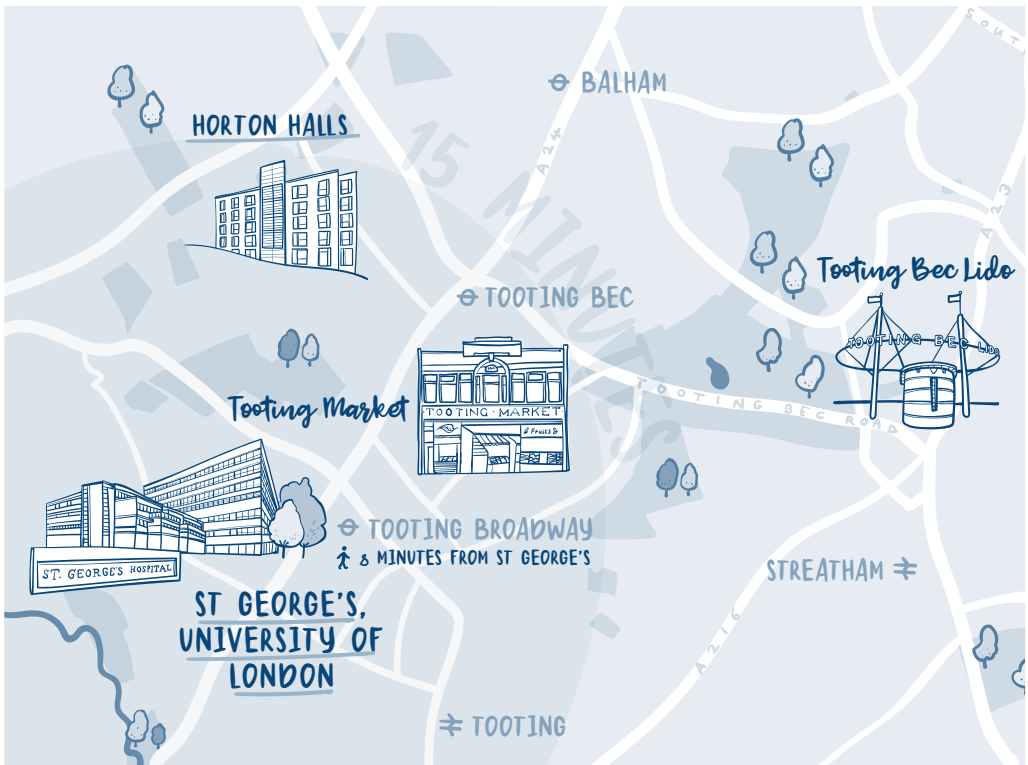 SOUT
BALHAM
HORTON HALLS
15 MINUTES
A24
A23
Tooting Bec Lido
TOOTING BEC
TOOTING BEC LIDO
TOOTING BEC ROAD
Tooting Market
TOOTING·MARKET
Fruits
TOOTING BROADWAY
8 MINUTES FROM ST GEORGE'S
ST. GEORGE'S HOSPITAL
STREATHAM
ST GEORGE'S,
UNIVERSITY OF
LONDON
A216
TOOTING